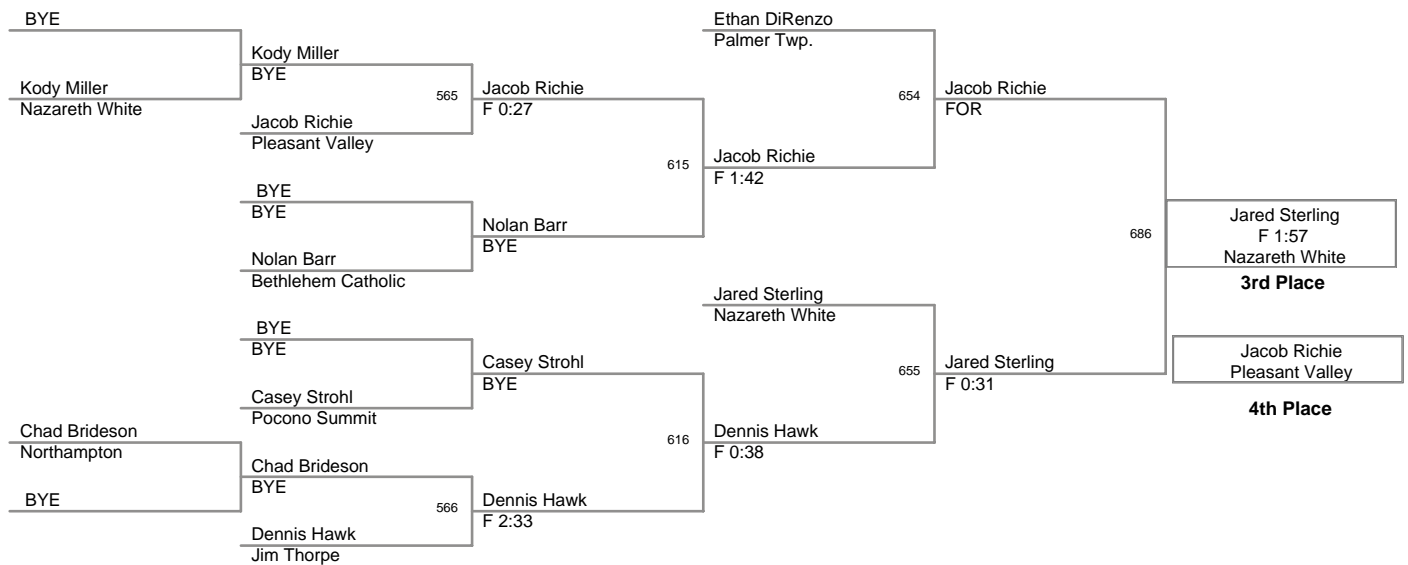 BYE
Kody Miller
Nazareth White
Chad Brideson
Northampton
BYE
Kody Miller
BYE
Jacob Richie
Pleasant Valley
BYE
BYE
Nolan Barr
Bethlehem Catholic
BYE
BYE
Casey Strohl
Pocono Summit
Chad Brideson
BYE
Dennis Hawk
Jim Thorpe
565
Jacob Richie
F 0:27
Nolan Barr
BYE
Casey Strohl
BYE
566
Dennis Hawk
F 2:33
Ethan DiRenzo
Palmer Twp.
615
Jacob Richie
F 1:42
Jared Sterling
Nazareth White
616
Dennis Hawk
F 0:38
654
Jacob Richie
FOR
655
Jared Sterling
F 0:31
686
Jared Sterling
F 1:57
Nazareth White
3rd Place
Jacob Richie
Pleasant Valley
4th Place